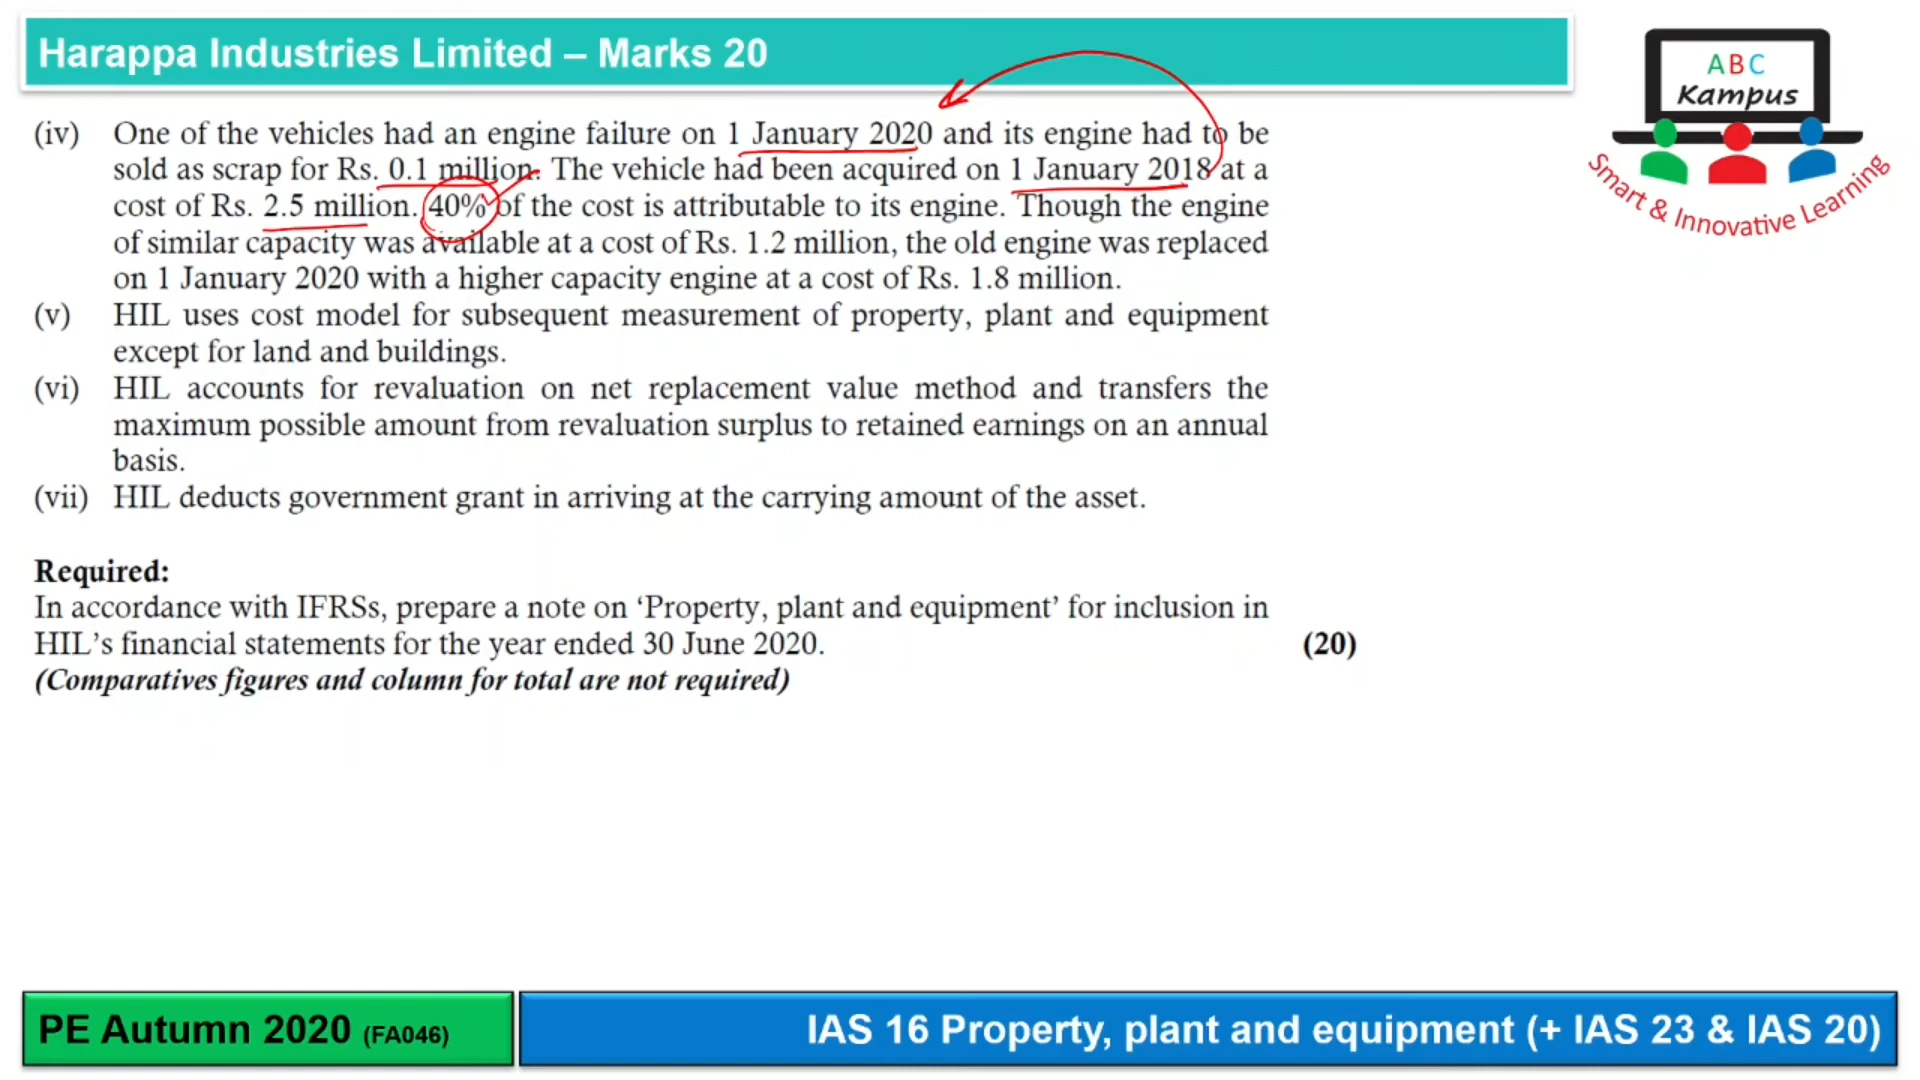 Harappa Industries Limited – Marks 20
ABC
Kampus
Smart & Innovative Learning
(iv) One of the vehicles had an engine failure on 1 January 2020 and its engine had to be
sold as scrap for Rs. 0.1 million. The vehicle had been acquired on 1 January 2018 at a
cost of Rs. 2.5 million. 40% of the cost is attributable to its engine. Though the engine
of similar capacity was available at a cost of Rs. 1.2 million, the old engine was replaced
on 1 January 2020 with a higher capacity engine at a cost of Rs. 1.8 million.
(v) HIL uses cost model for subsequent measurement of property, plant and equipment
except for land and buildings.
(vi) HIL accounts for revaluation on net replacement value method and transfers the
maximum possible amount from revaluation surplus to retained earnings on an annual
basis.
(vii) HIL deducts government grant in arriving at the carrying amount of the asset.
Required:
In accordance with IFRSs, prepare a note on ‘Property, plant and equipment’ for inclusion in
HIL’s financial statements for the year ended 30 June 2020. (20)
(Comparatives figures and column for total are not required)
PE Autumn 2020 (FA046)
IAS 16 Property, plant and equipment (+ IAS 23 & IAS 20)